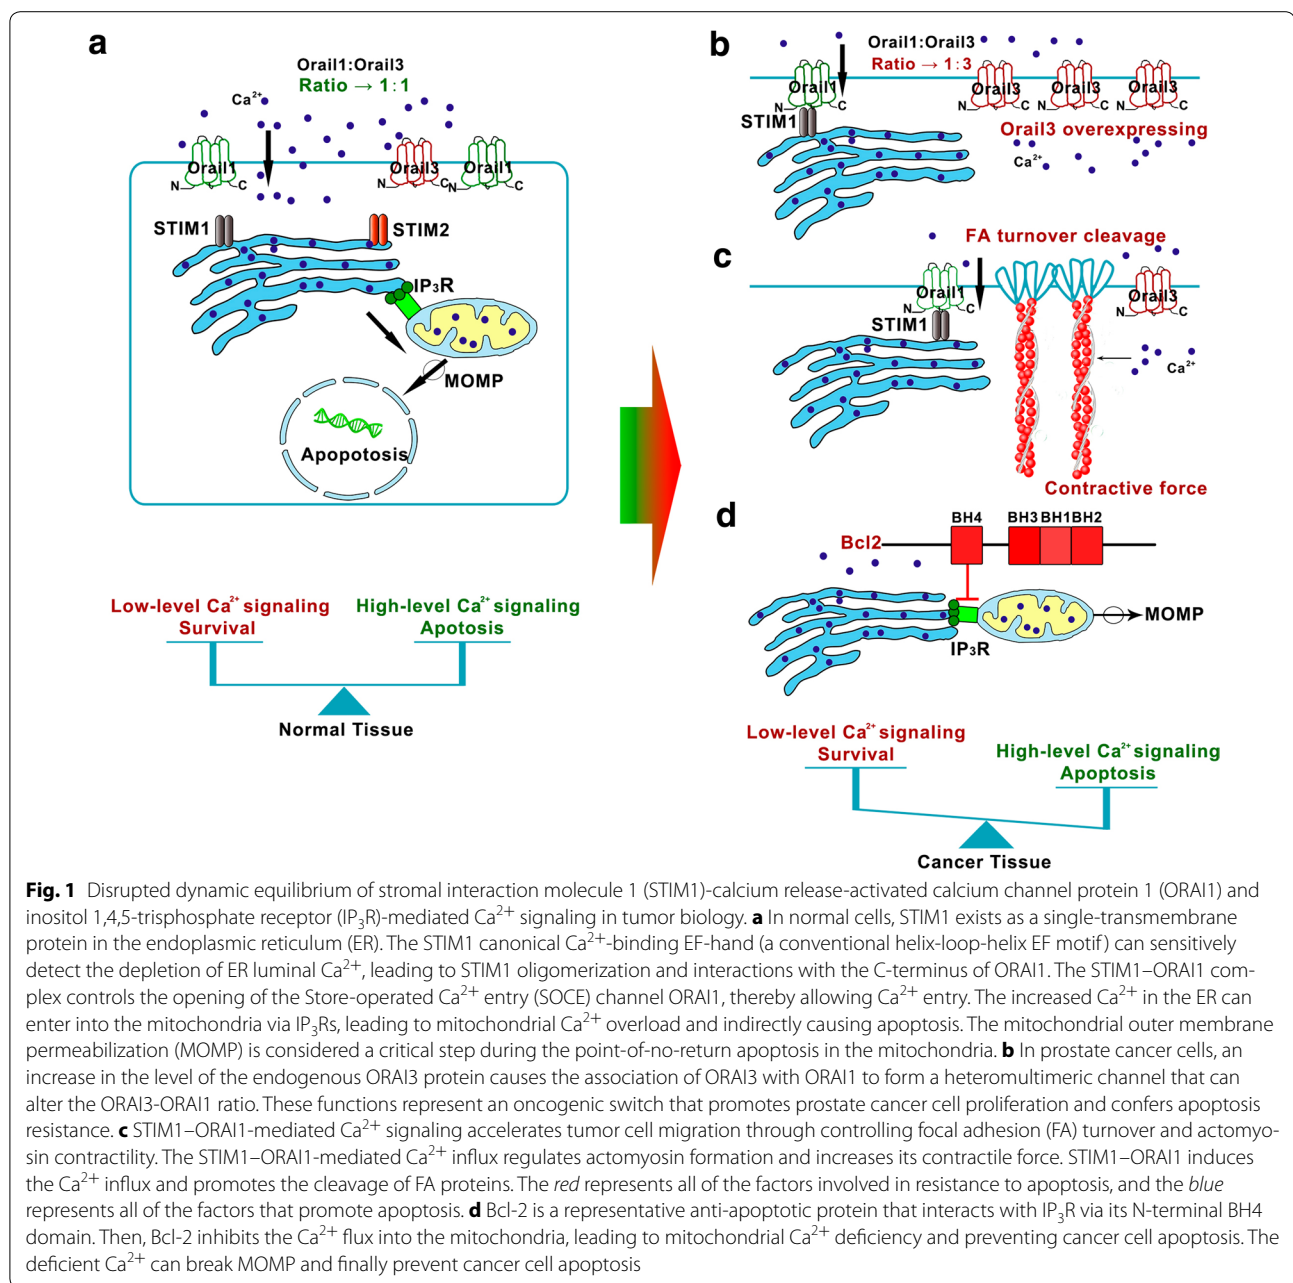 a
Orail1:Orail3
Ratio → 1:1
Ca²⁺
Orail1
N
C
Orail3
N
C
Orail1
N
C
STIM1
STIM2
IP₃R
MOMP
Apopotosis
Low-level Ca²⁺ signaling
Survival
High-level Ca²⁺ signaling
Apotosis
Normal Tissue
b
Orail1:Orail3
Ratio → 1:3
Orail1
N
C
STIM1
Orail3
N
C
Orail3
N
C
Orail3
N
C
Orail3 overexpressing
Ca²⁺
c
FA turnover cleavage
Orail1
C
N
STIM1
Orail3
N
C
Ca²⁺
Contractive force
d
Bcl2
BH4
BH3
BH1
BH2
IP₃R
MOMP
Low-level Ca²⁺ signaling
Survival
High-level Ca²⁺ signaling
Apoptosis
Cancer Tissue
Fig. 1 Disrupted dynamic equilibrium of stromal interaction molecule 1 (STIM1)-calcium release-activated calcium channel protein 1 (ORAI1) and
inositol 1,4,5-trisphosphate receptor (IP₃R)-mediated Ca²⁺ signaling in tumor biology. a In normal cells, STIM1 exists as a single-transmembrane
protein in the endoplasmic reticulum (ER). The STIM1 canonical Ca²⁺-binding EF-hand (a conventional helix-loop-helix EF motif) can sensitively
detect the depletion of ER luminal Ca²⁺, leading to STIM1 oligomerization and interactions with the C-terminus of ORAI1. The STIM1–ORAI1 com-
plex controls the opening of the Store-operated Ca²⁺ entry (SOCE) channel ORAI1, thereby allowing Ca²⁺ entry. The increased Ca²⁺ in the ER can
enter into the mitochondria via IP₃Rs, leading to mitochondrial Ca²⁺ overload and indirectly causing apoptosis. The mitochondrial outer membrane
permeabilization (MOMP) is considered a critical step during the point-of-no-return apoptosis in the mitochondria. b In prostate cancer cells, an
increase in the level of the endogenous ORAI3 protein causes the association of ORAI3 with ORAI1 to form a heteromultimeric channel that can
alter the ORAI3-ORAI1 ratio. These functions represent an oncogenic switch that promotes prostate cancer cell proliferation and confers apoptosis
resistance. c STIM1–ORAI1-mediated Ca²⁺ signaling accelerates tumor cell migration through controlling focal adhesion (FA) turnover and actomyo-
sin contractility. The STIM1–ORAI1-mediated Ca²⁺ influx regulates actomyosin formation and increases its contractile force. STIM1–ORAI1 induces
the Ca²⁺ influx and promotes the cleavage of FA proteins. The red represents all of the factors involved in resistance to apoptosis, and the blue
represents all of the factors that promote apoptosis. d Bcl-2 is a representative anti-apoptotic protein that interacts with IP₃R via its N-terminal BH4
domain. Then, Bcl-2 inhibits the Ca²⁺ flux into the mitochondria, leading to mitochondrial Ca²⁺ deficiency and preventing cancer cell apoptosis. The
deficient Ca²⁺ can break MOMP and finally prevent cancer cell apoptosis